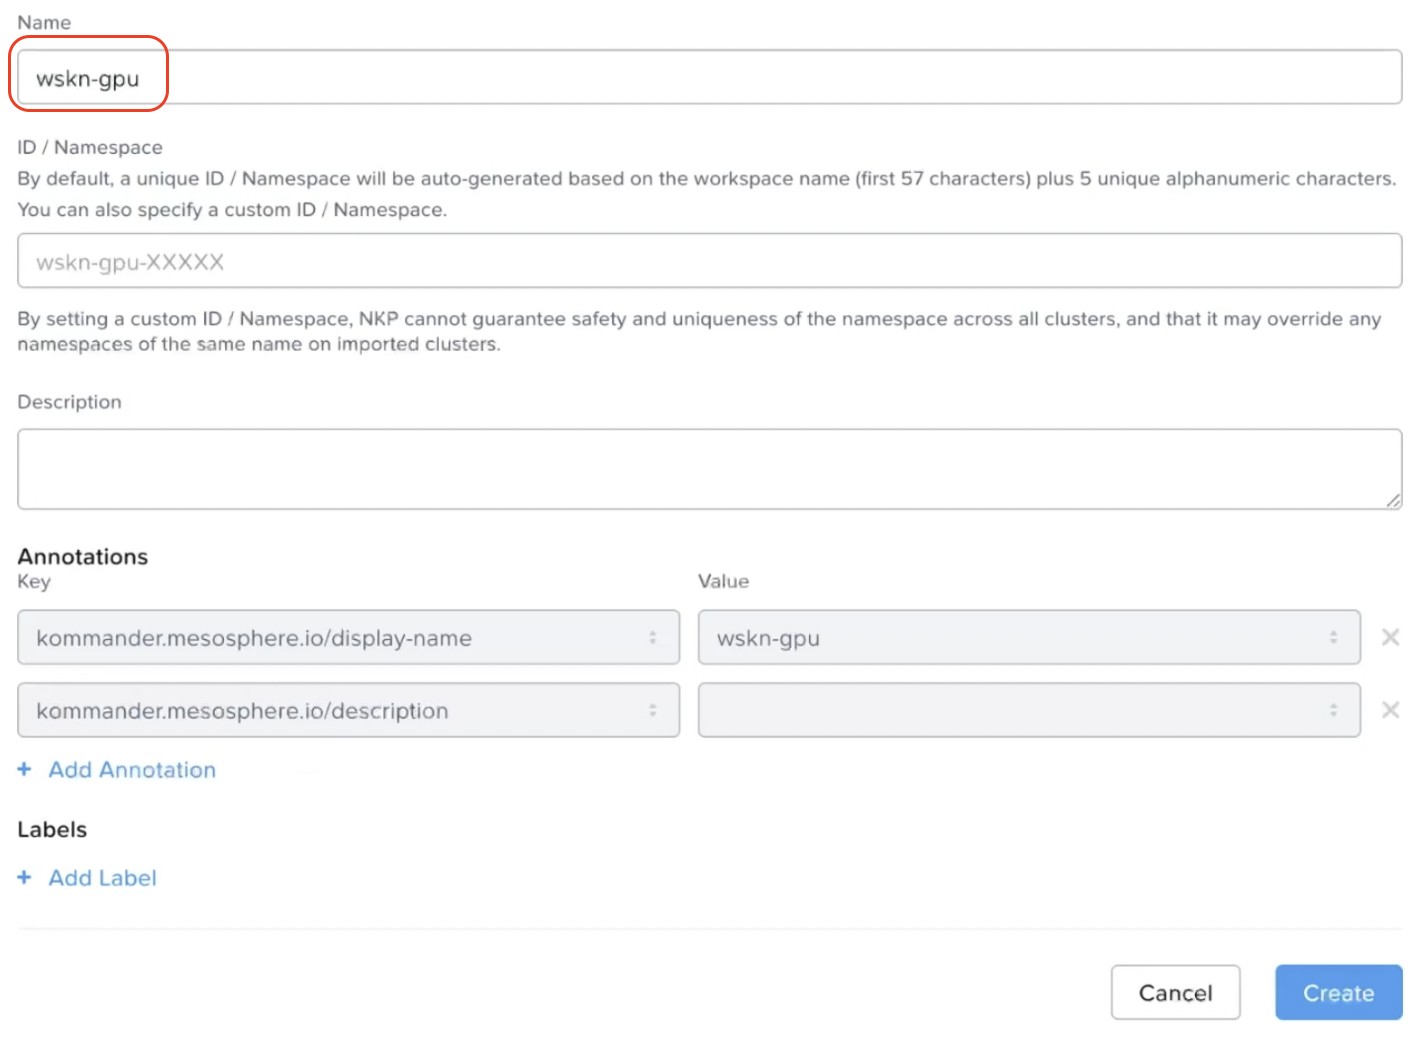 Name
wskn-gpu
ID / Namespace
By default, a unique ID / Namespace will be auto-generated based on the workspace name (first 57 characters) plus 5 unique alphanumeric characters.
You can also specify a custom ID / Namespace.
wskn-gpu-XXXXX
By setting a custom ID / Namespace, NKP cannot guarantee safety and uniqueness of the namespace across all clusters, and that it may override any
namespaces of the same name on imported clusters.
Description
Annotations
Key Value
kommander.mesosphere.io/display-name wskn-gpu
kommander.mesosphere.io/description
+ Add Annotation
Labels
+ Add Label
Cancel Create